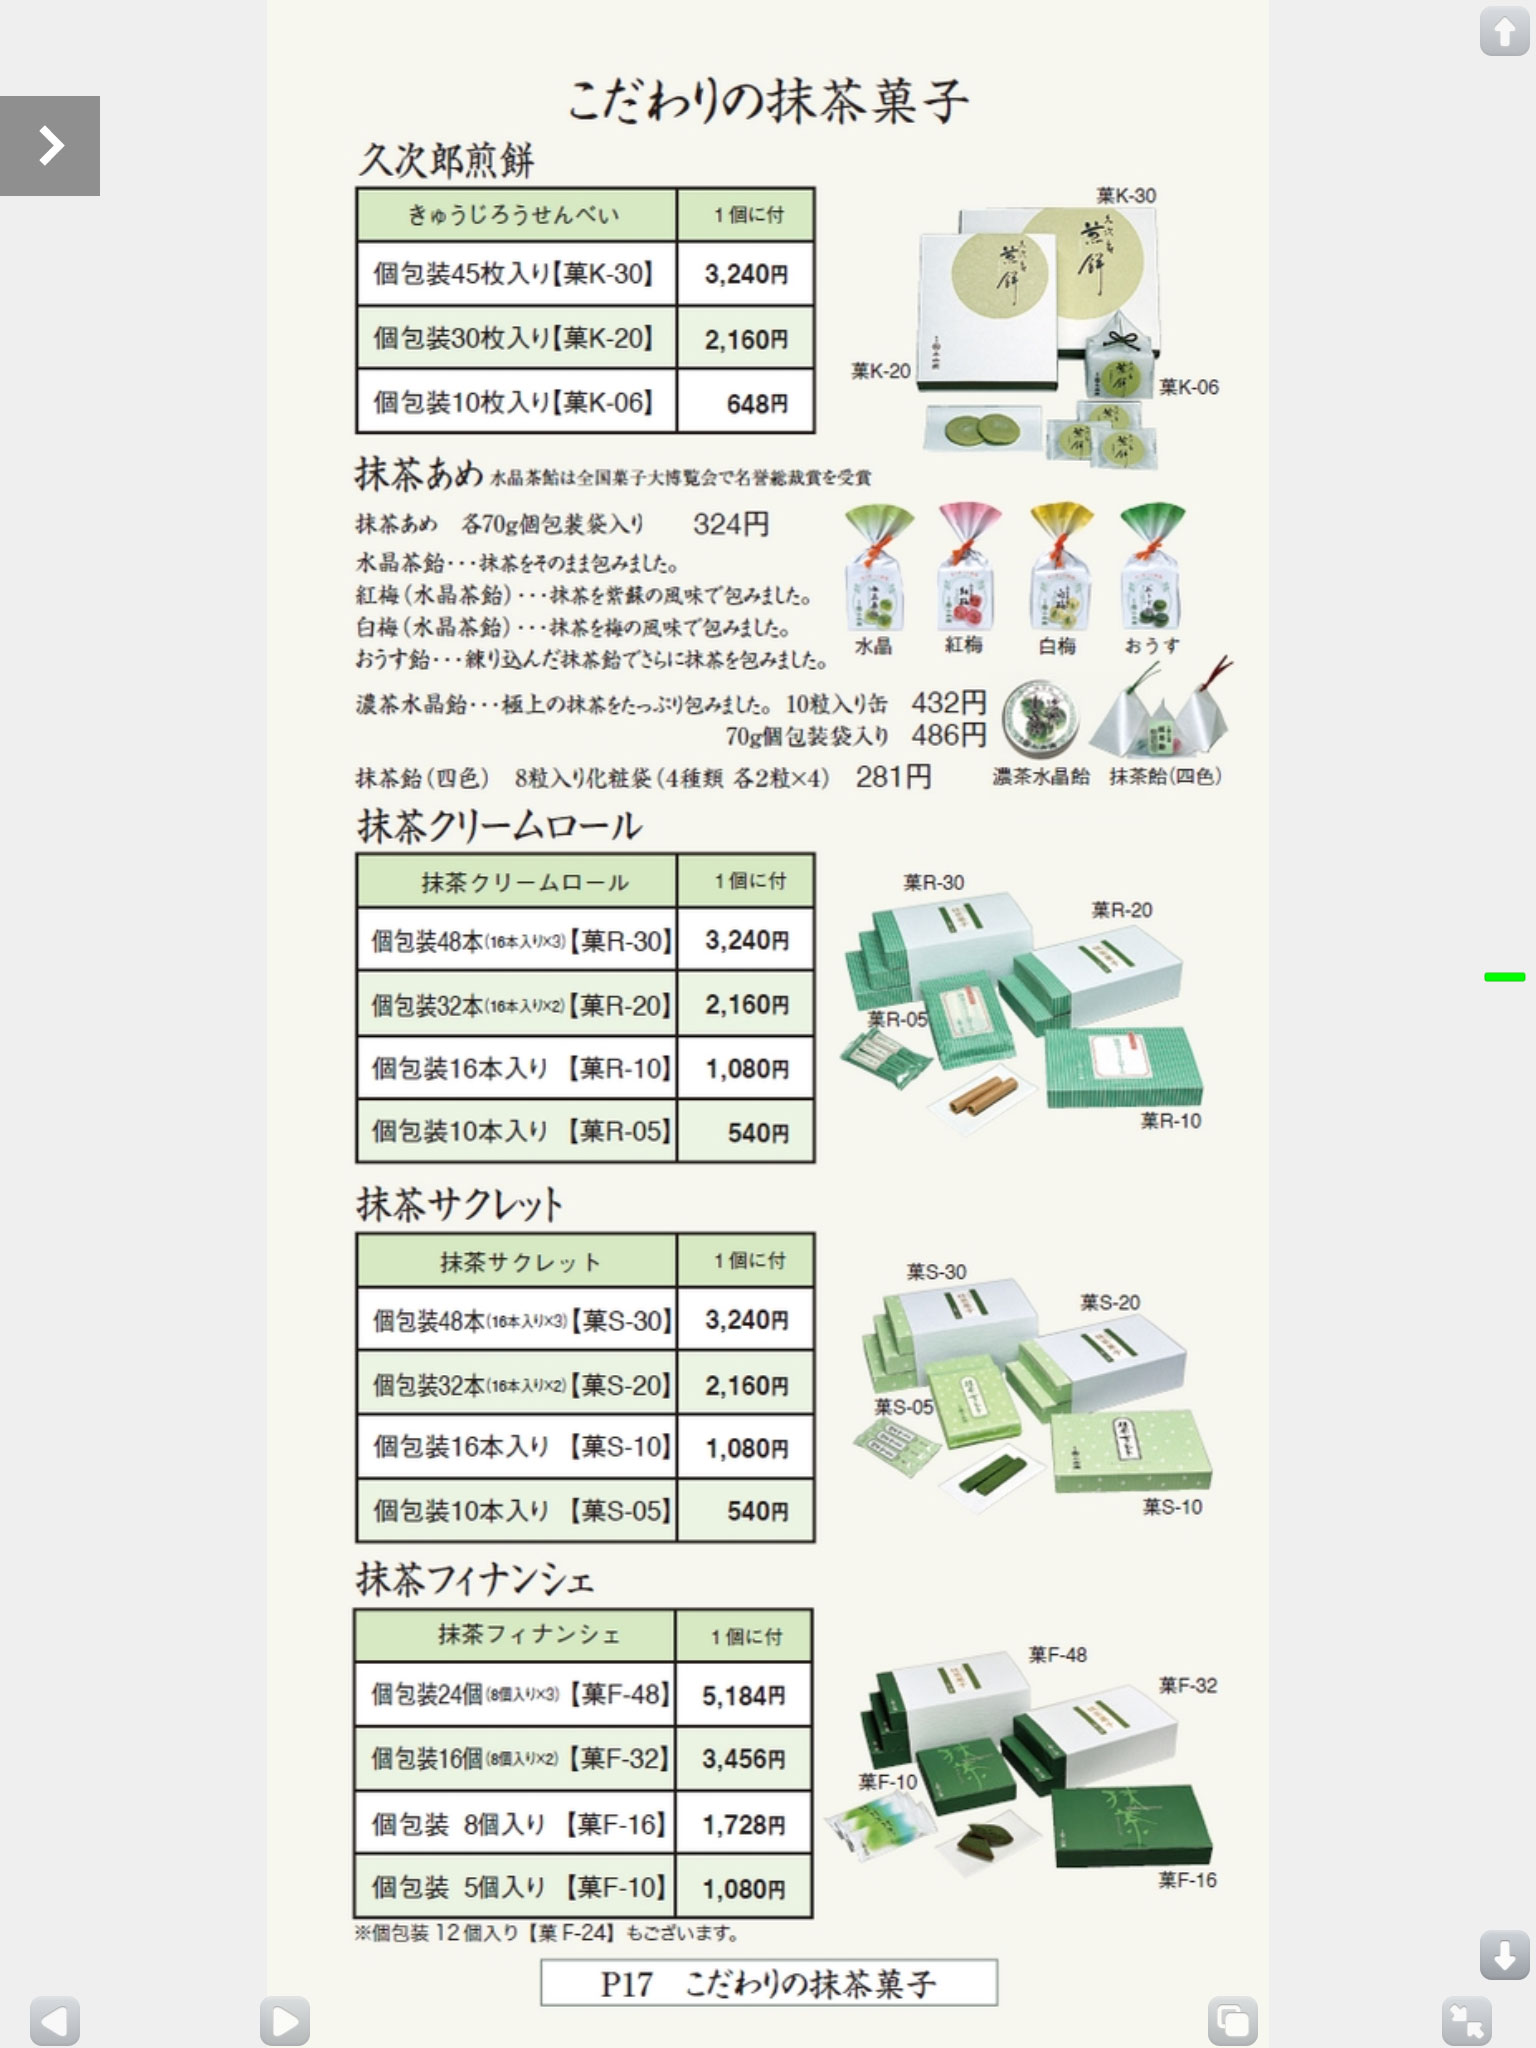 こだわりの抹茶菓子
久次郎煎餅
きゅうじろうせんべい 1個に付
個包装45枚入り【菓K-30】 3,240円
個包装30枚入り【菓K-20】 2,160円
個包装10枚入り【菓K-06】 648円
菓K-30
菓K-20
菓K-06
抹茶あめ 水晶茶飴は全国菓子大博覧会で名誉総裁賞を受賞
抹茶あめ 各70g個包装袋入り 324円
水晶茶飴・・・抹茶をそのまま包みました。
紅梅（水晶茶飴）・・・抹茶を紫蘇の風味で包みました。
白梅（水晶茶飴）・・・抹茶を梅の風味で包みました。
おうす飴・・・練り込んだ抹茶飴でさらに抹茶を包みました。
水晶 紅梅 白梅 おうす
濃茶水晶飴・・・極上の抹茶をたっぷり包みました。 10粒入り缶 432円
70g個包装袋入り 486円
抹茶飴（四色） 8粒入り化粧袋（4種類 各2粒×4） 281円
濃茶水晶飴 抹茶飴（四色）
抹茶クリームロール
抹茶クリームロール 1個に付
個包装48本（16本入り×3）【菓R-30】 3,240円
個包装32本（16本入り×2）【菓R-20】 2,160円
個包装16本入り 【菓R-10】 1,080円
個包装10本入り 【菓R-05】 540円
菓R-30
菓R-20
菓R-05
菓R-10
抹茶サクレット
抹茶サクレット 1個に付
個包装48本（16本入り×3）【菓S-30】 3,240円
個包装32本（16本入り×2）【菓S-20】 2,160円
個包装16本入り 【菓S-10】 1,080円
個包装10本入り 【菓S-05】 540円
菓S-30
菓S-20
菓S-05
菓S-10
抹茶フィナンシェ
抹茶フィナンシェ 1個に付
個包装24個（8個入り×3）【菓F-48】 5,184円
個包装16個（8個入り×2）【菓F-32】 3,456円
個包装 8個入り 【菓F-16】 1,728円
個包装 5個入り 【菓F-10】 1,080円
菓F-48
菓F-32
菓F-10
菓F-16
※個包装 12 個入り【菓 F-24】もございます。
P17 こだわりの抹茶菓子